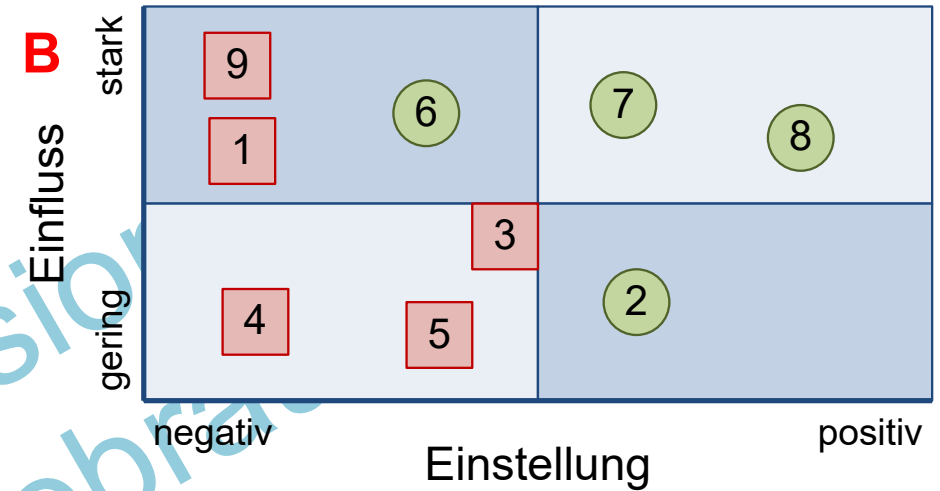 B
stark
Einfluss
gering
9
6
7
8
1
3
4
5
2
negativ
positiv
Einstellung